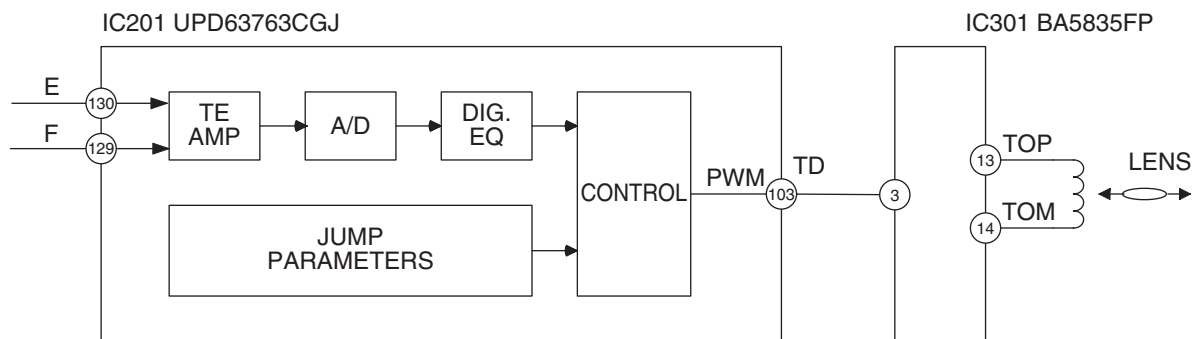 IC201 UPD63763CGJ
IC301 BA5835FP
E
130
F
129
TE
AMP
A/D
DIG.
EQ
CONTROL
JUMP
PARAMETERS
PWM
103
TD
3
13
TOP
14
TOM
LENS